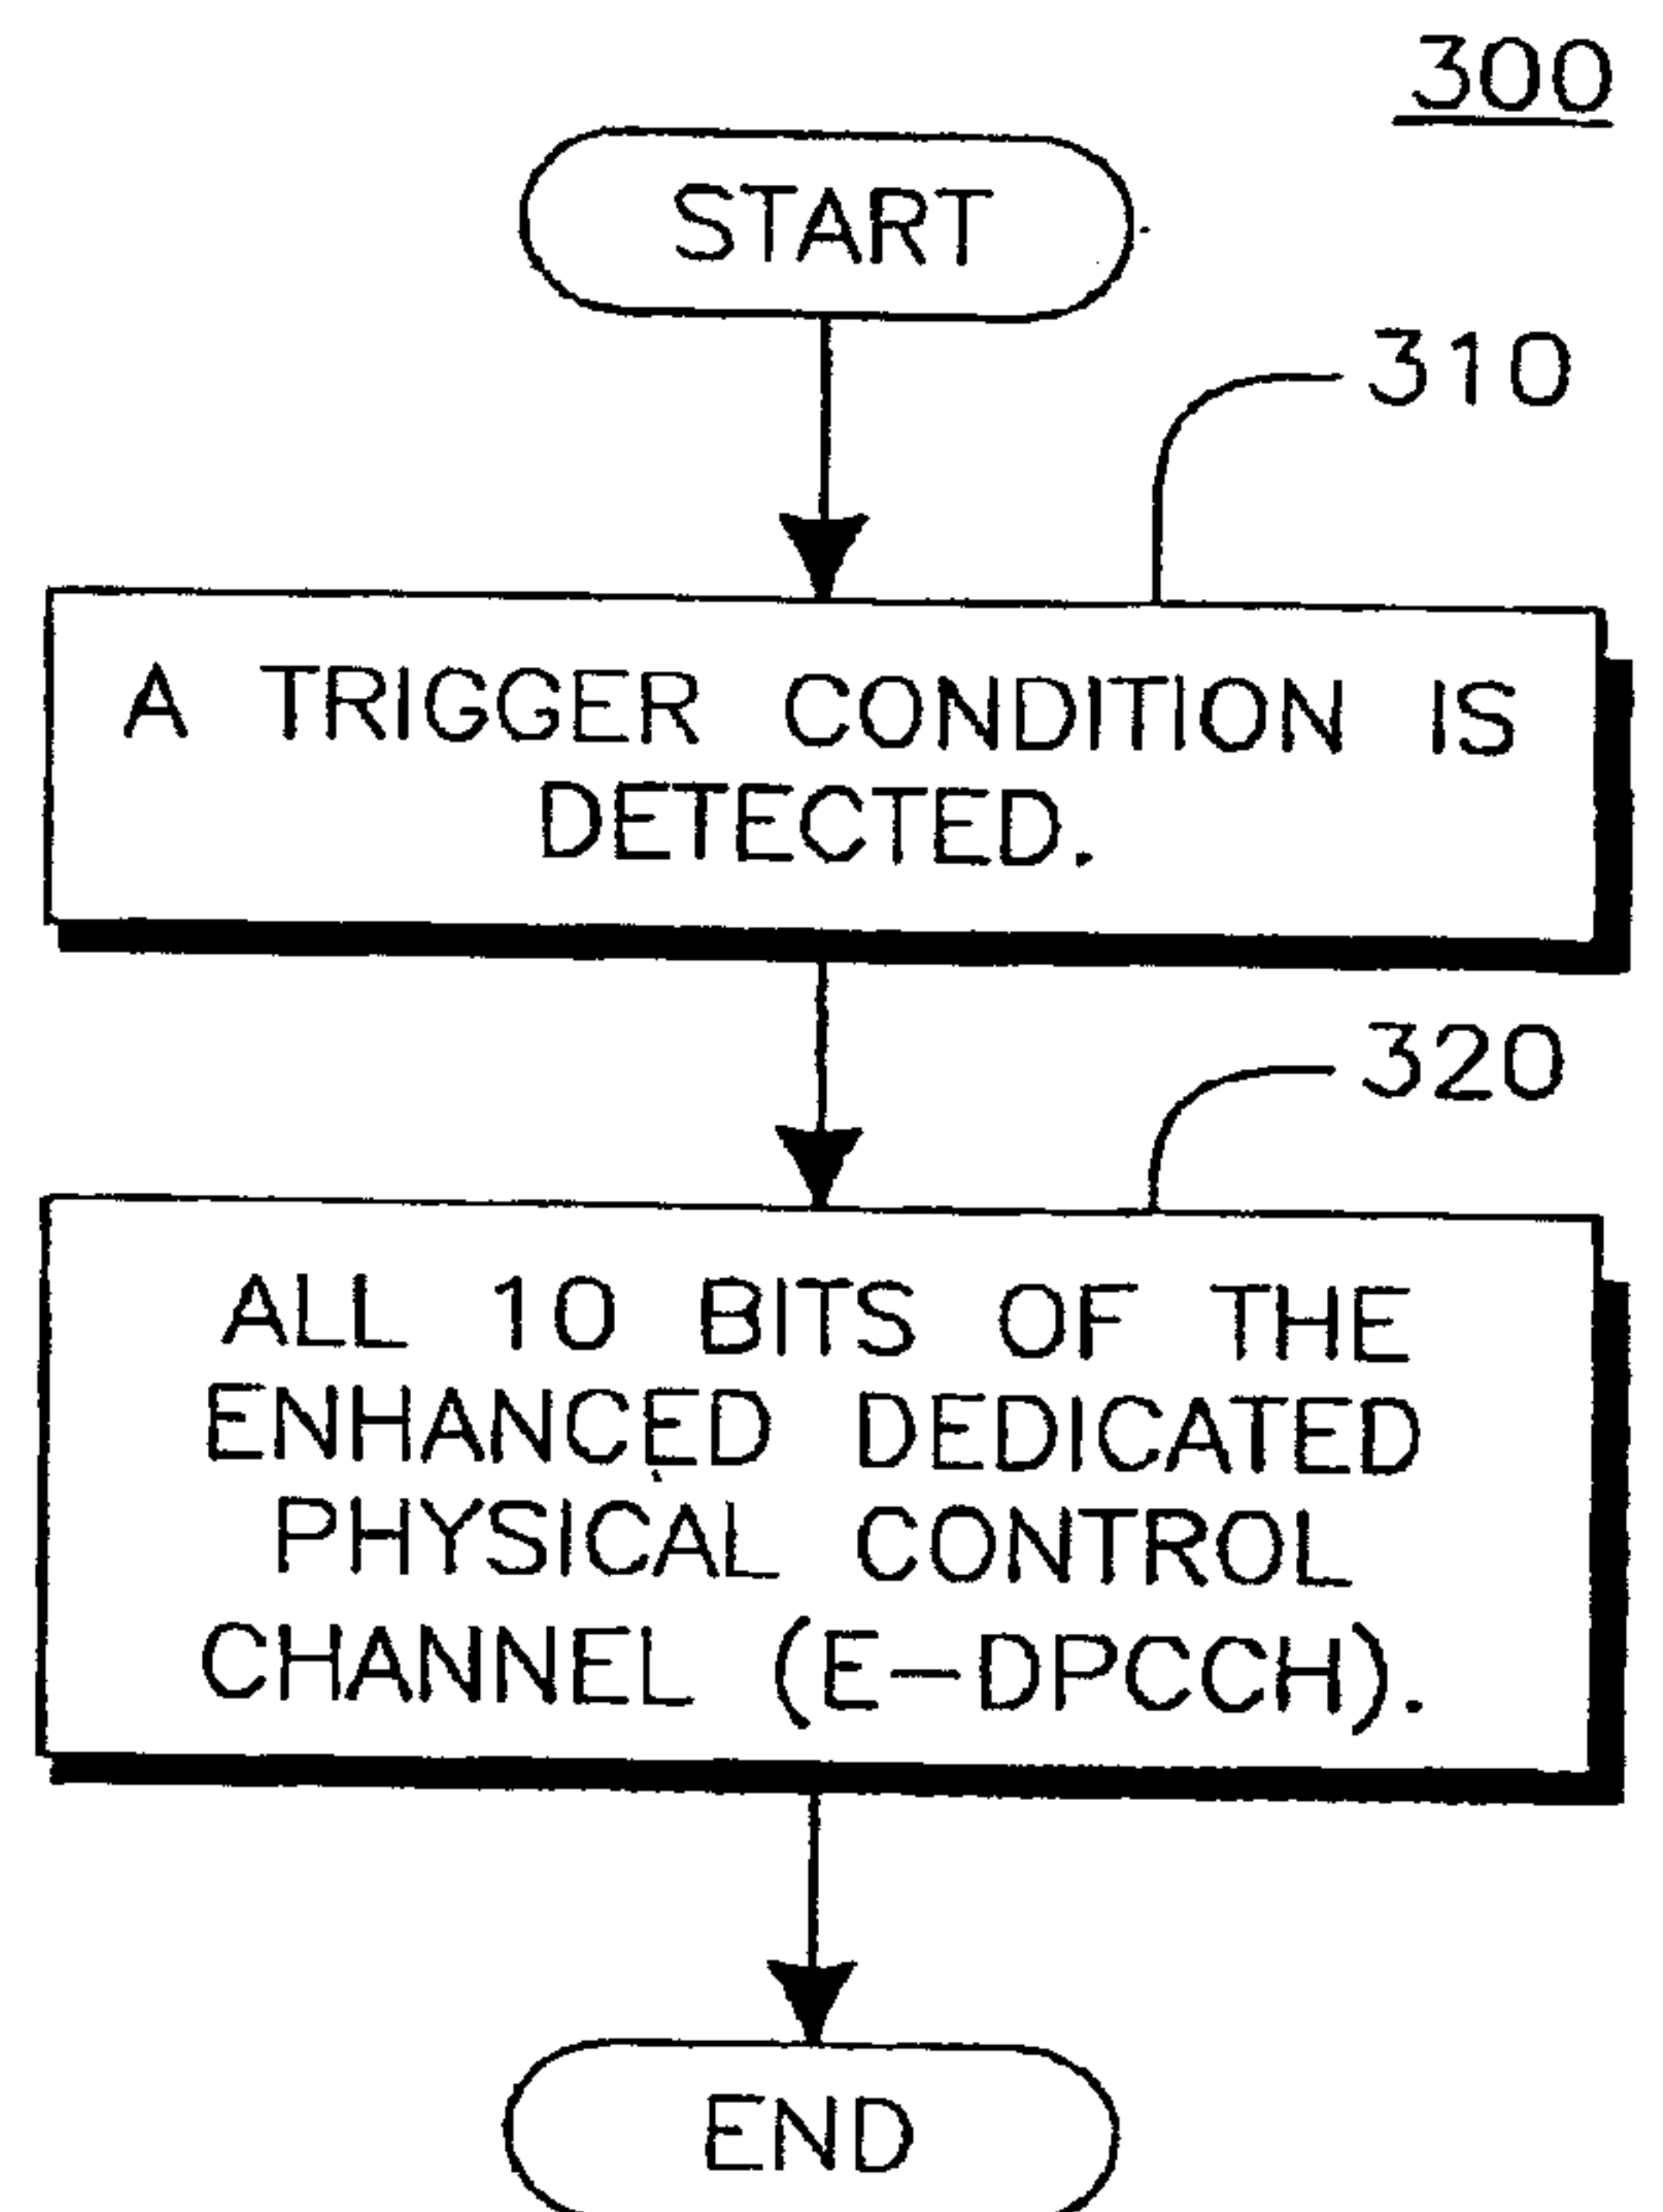 300
START
310
A TRIGGER CONDITION IS
DETECTED.
320
ALL 10 BITS OF THE
ENHANCED DEDICATED
PHYSICAL CONTROL
CHANNEL (E-DPCCH).
END